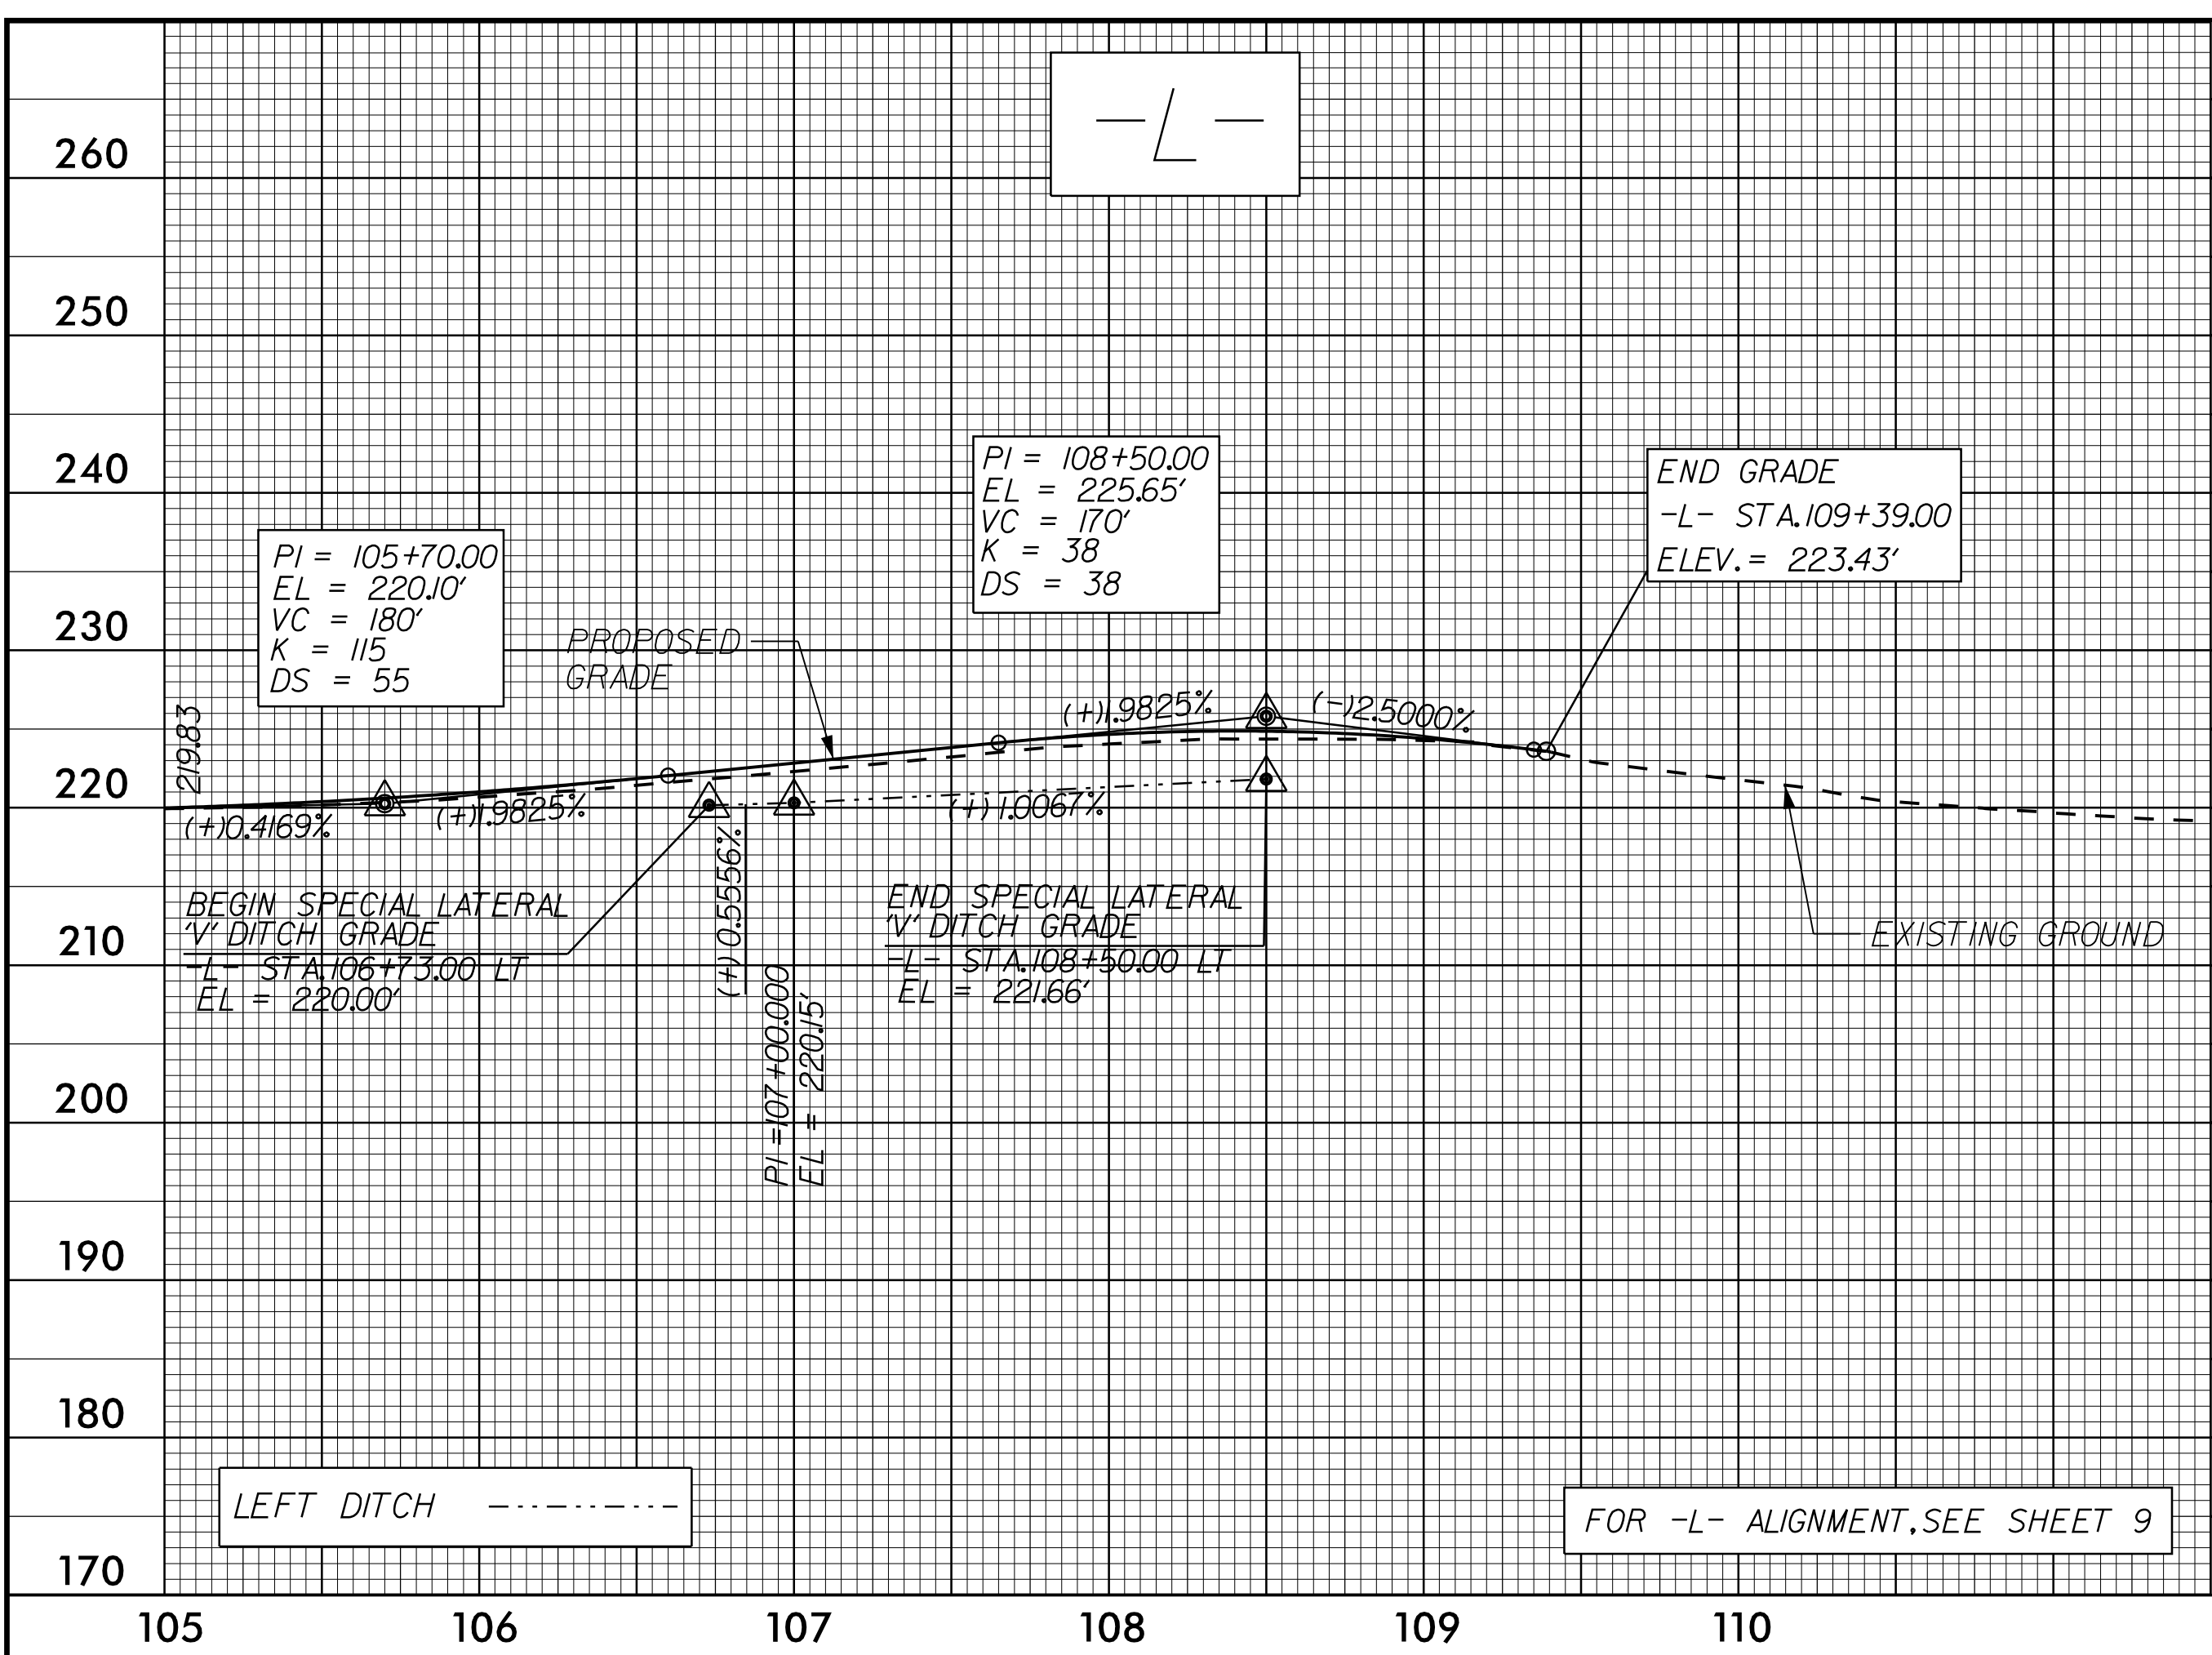 -L-
260
250
240
230
220
210
200
190
180
170
PI = 105+70.00
EL = 220.10'
VC = 180'
K = 115
DS = 55
PI = 108+50.00
EL = 225.65'
VC = 170'
K = 38
DS = 38
END GRADE
-L- STA.109+39.00
ELEV. = 223.43'
PROPOSED
GRADE
219.83
(+)0.4169%
(+)1.9825%
(+)1.9825%
(-)2.5000%
(+)1.0067%
(+)0.5556%
BEGIN SPECIAL LATERAL
'V' DITCH GRADE
-L- STA.106+73.00 LT
EL = 220.00'
PI =107+00.000
EL = 220.15'
END SPECIAL LATERAL
'V' DITCH GRADE
-L- STA.108+50.00 LT
EL = 221.66'
EXISTING GROUND
LEFT DITCH
FOR -L- ALIGNMENT, SEE SHEET 9
105 106 107 108 109 110